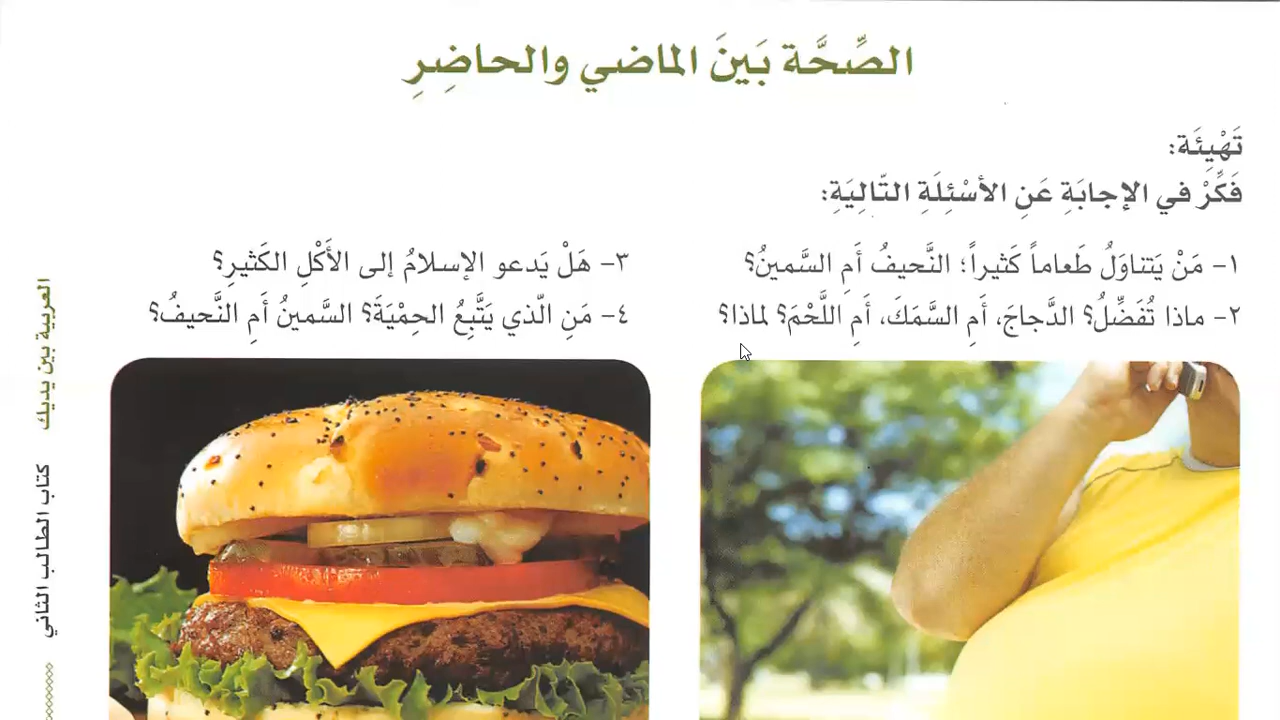 الصِّحَّة بَينَ الماضي والحاضِرِ
تَهْيِئَة:
فَكِّرْ في الإجابَةِ عَنِ الأسْئِلَةِ التّالِيَةِ:
١- مَنْ يَتناوَلُ طَعاماً كَثيراً؛ النَّحيفُ أَمِ السَّمينُ؟
٢- ماذا تُفَضِّلُ؟ الدَّجاجَ، أَمِ السَّمَكَ، أَمِ اللَّحْمَ؟ لماذا؟
٣- هَلْ يَدعو الإسلامُ إلى الأَكْلِ الكَثيرِ؟
٤- مَنِ الّذي يَتَّبِعُ الحِمْيَةَ؟ السَّمينُ أَمِ النَّحيفُ؟
العربية بين يديك
كتاب الطالب الثاني